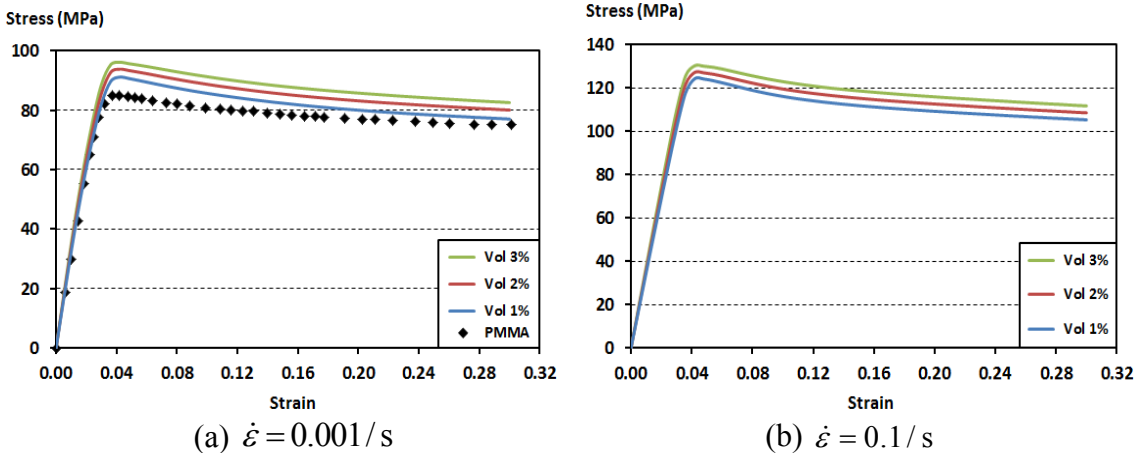 Stress (MPa)
100
80
60
40
20
0
0.00 0.04 0.08 0.12 0.16 0.20 0.24 0.28 0.32
Strain
Vol 3%
Vol 2%
Vol 1%
PMMA
(a) ε̇ = 0.001 / s
Stress (MPa)
140
120
100
80
60
40
20
0
0.00 0.04 0.08 0.12 0.16 0.20 0.24 0.28 0.32
Strain
Vol 3%
Vol 2%
Vol 1%
(b) ε̇ = 0.1 / s